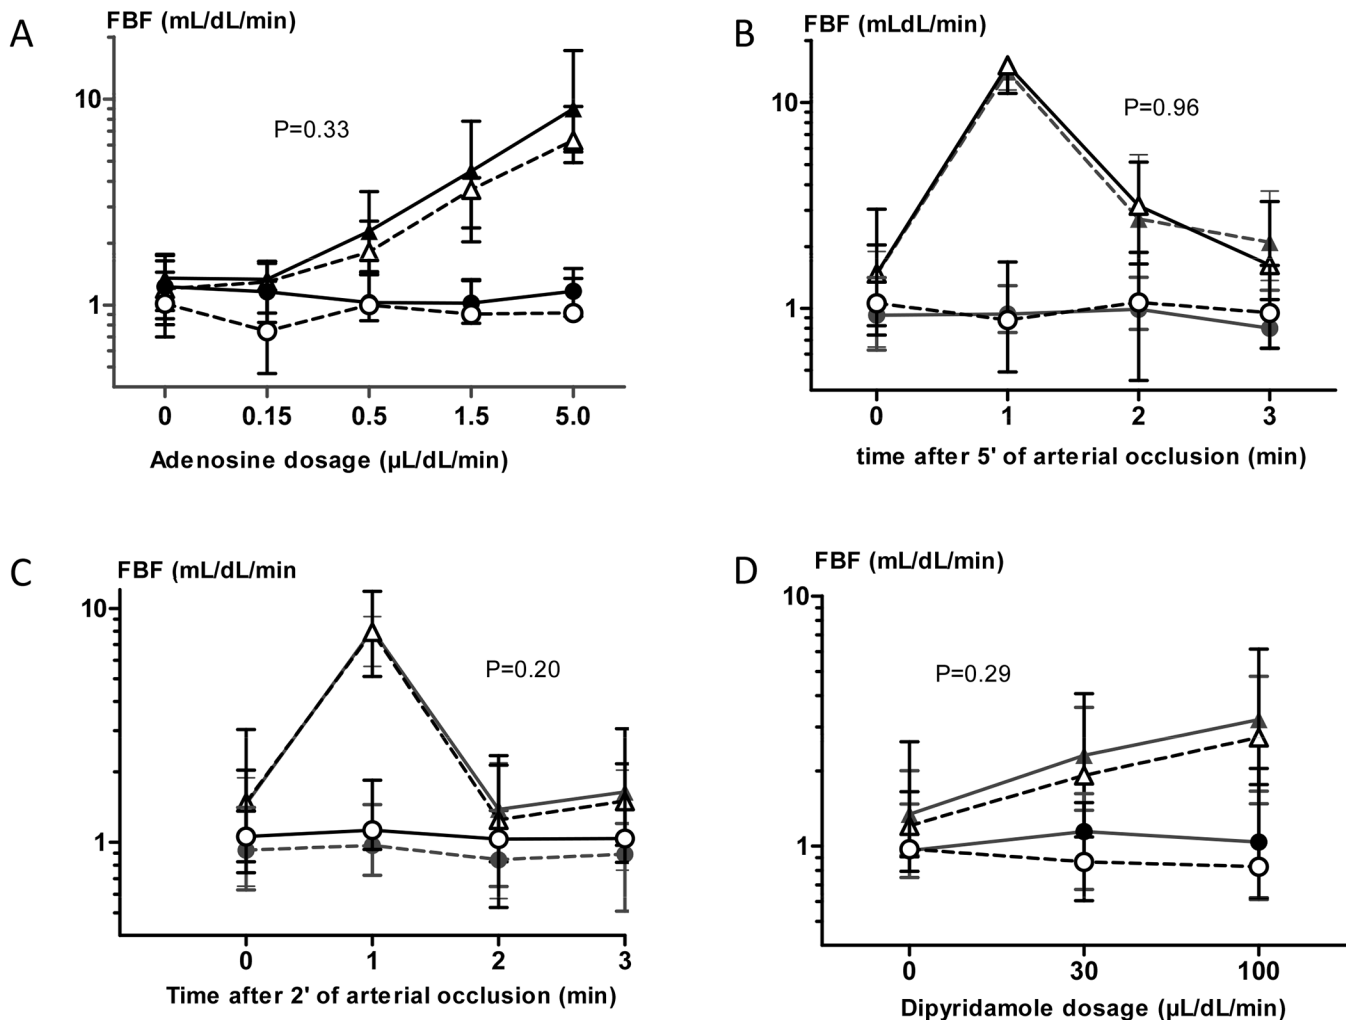 A
FBF (mL/dL/min)
10
1
P=0.33
0 0.15 0.5 1.5 5.0
Adenosine dosage (µL/dL/min)
B
FBF (mLdL/min)
10
1
P=0.96
0 1 2 3
time after 5' of arterial occlusion (min)
C
FBF (mL/dL/min
10
1
P=0.20
0 1 2 3
Time after 2' of arterial occlusion (min)
D
FBF (mL/dL/min)
10
1
P=0.29
0 30 100
Dipyridamole dosage (µL/dL/min)